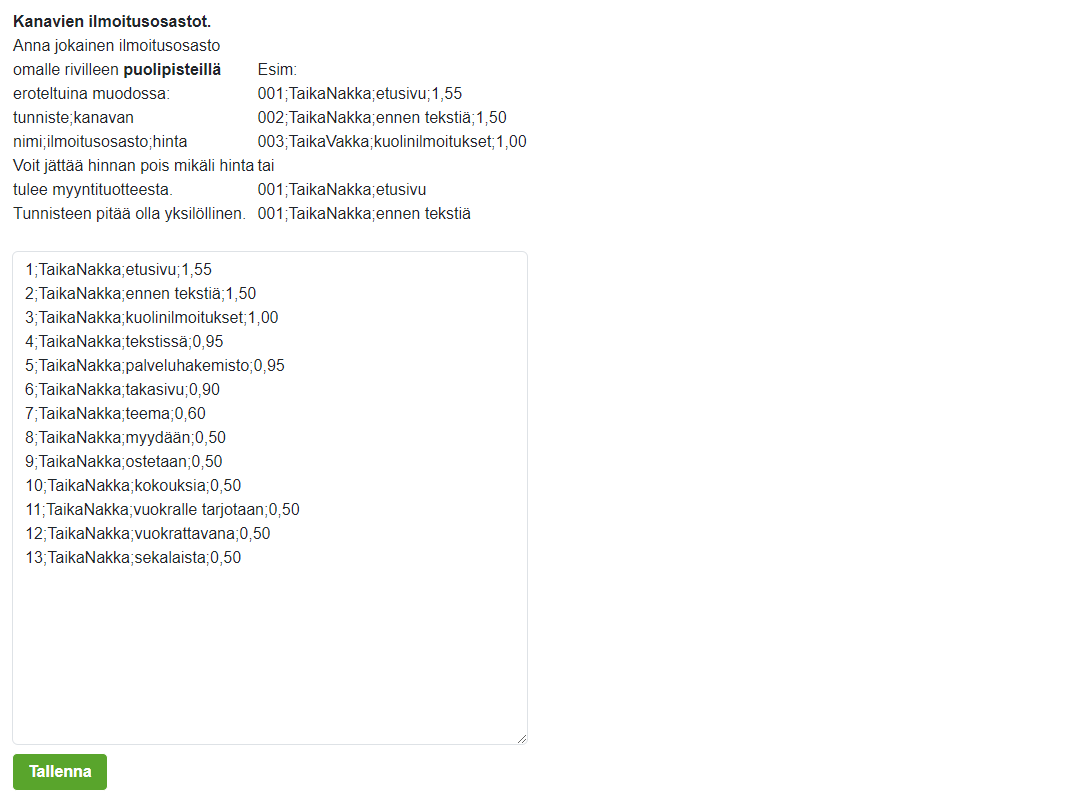 Kanavien ilmoitusosastot.
Anna jokainen ilmoitusosasto
omalle rivilleen puolipisteillä
eroteltuina muodossa:
tunniste;kanavan
nimi;ilmoitusosasto;hinta
Voit jättää hinnan pois mikäli hinta
tulee myyntituotteesta.
Tunnisteen pitää olla yksilöllinen.
Esim:
001;TaikaNakka;etusivu;1,55
002;TaikaNakka;ennen tekstiä;1,50
003;TaikaVakka;kuolinilmoitukset;1,00
tai
001;TaikaNakka;etusivu
001;TaikaNakka;ennen tekstiä
1;TaikaNakka;etusivu;1,55
2;TaikaNakka;ennen tekstiä;1,50
3;TaikaNakka;kuolinilmoitukset;1,00
4;TaikaNakka;tekstissä;0,95
5;TaikaNakka;palveluhakemisto;0,95
6;TaikaNakka;takasivu;0,90
7;TaikaNakka;teema;0,60
8;TaikaNakka;myydään;0,50
9;TaikaNakka;ostetaan;0,50
10;TaikaNakka;kokouksia;0,50
11;TaikaNakka;vuokralle tarjotaan;0,50
12;TaikaNakka;vuokrattavana;0,50
13;TaikaNakka;sekalaista;0,50
Tallenna